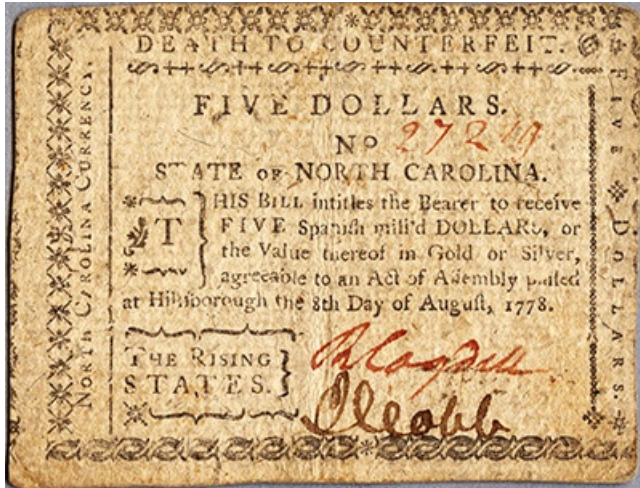 DEATH TO COUNTERFEIT.
FIVE DOLLARS.
No 27249
STATE OF NORTH CAROLINA.
THIS BILL intitles the Bearer to receive
FIVE Spanish mill'd DOLLARS, or
the Value thereof in Gold or Silver,
agreeable to an Act of Assembly passed
at Hillsborough the 8th Day of August, 1778.
THE RISING
STATES.
NORTH CAROLINA CURRENCY.
FIVE DOLLARS.